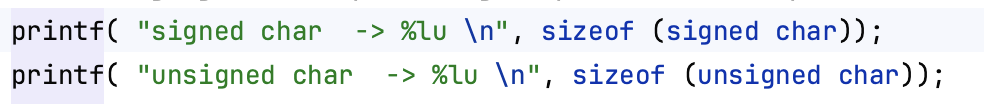 printf( "signed char  -> %lu \n", sizeof (signed char));
printf( "unsigned char  -> %lu \n", sizeof (unsigned char));